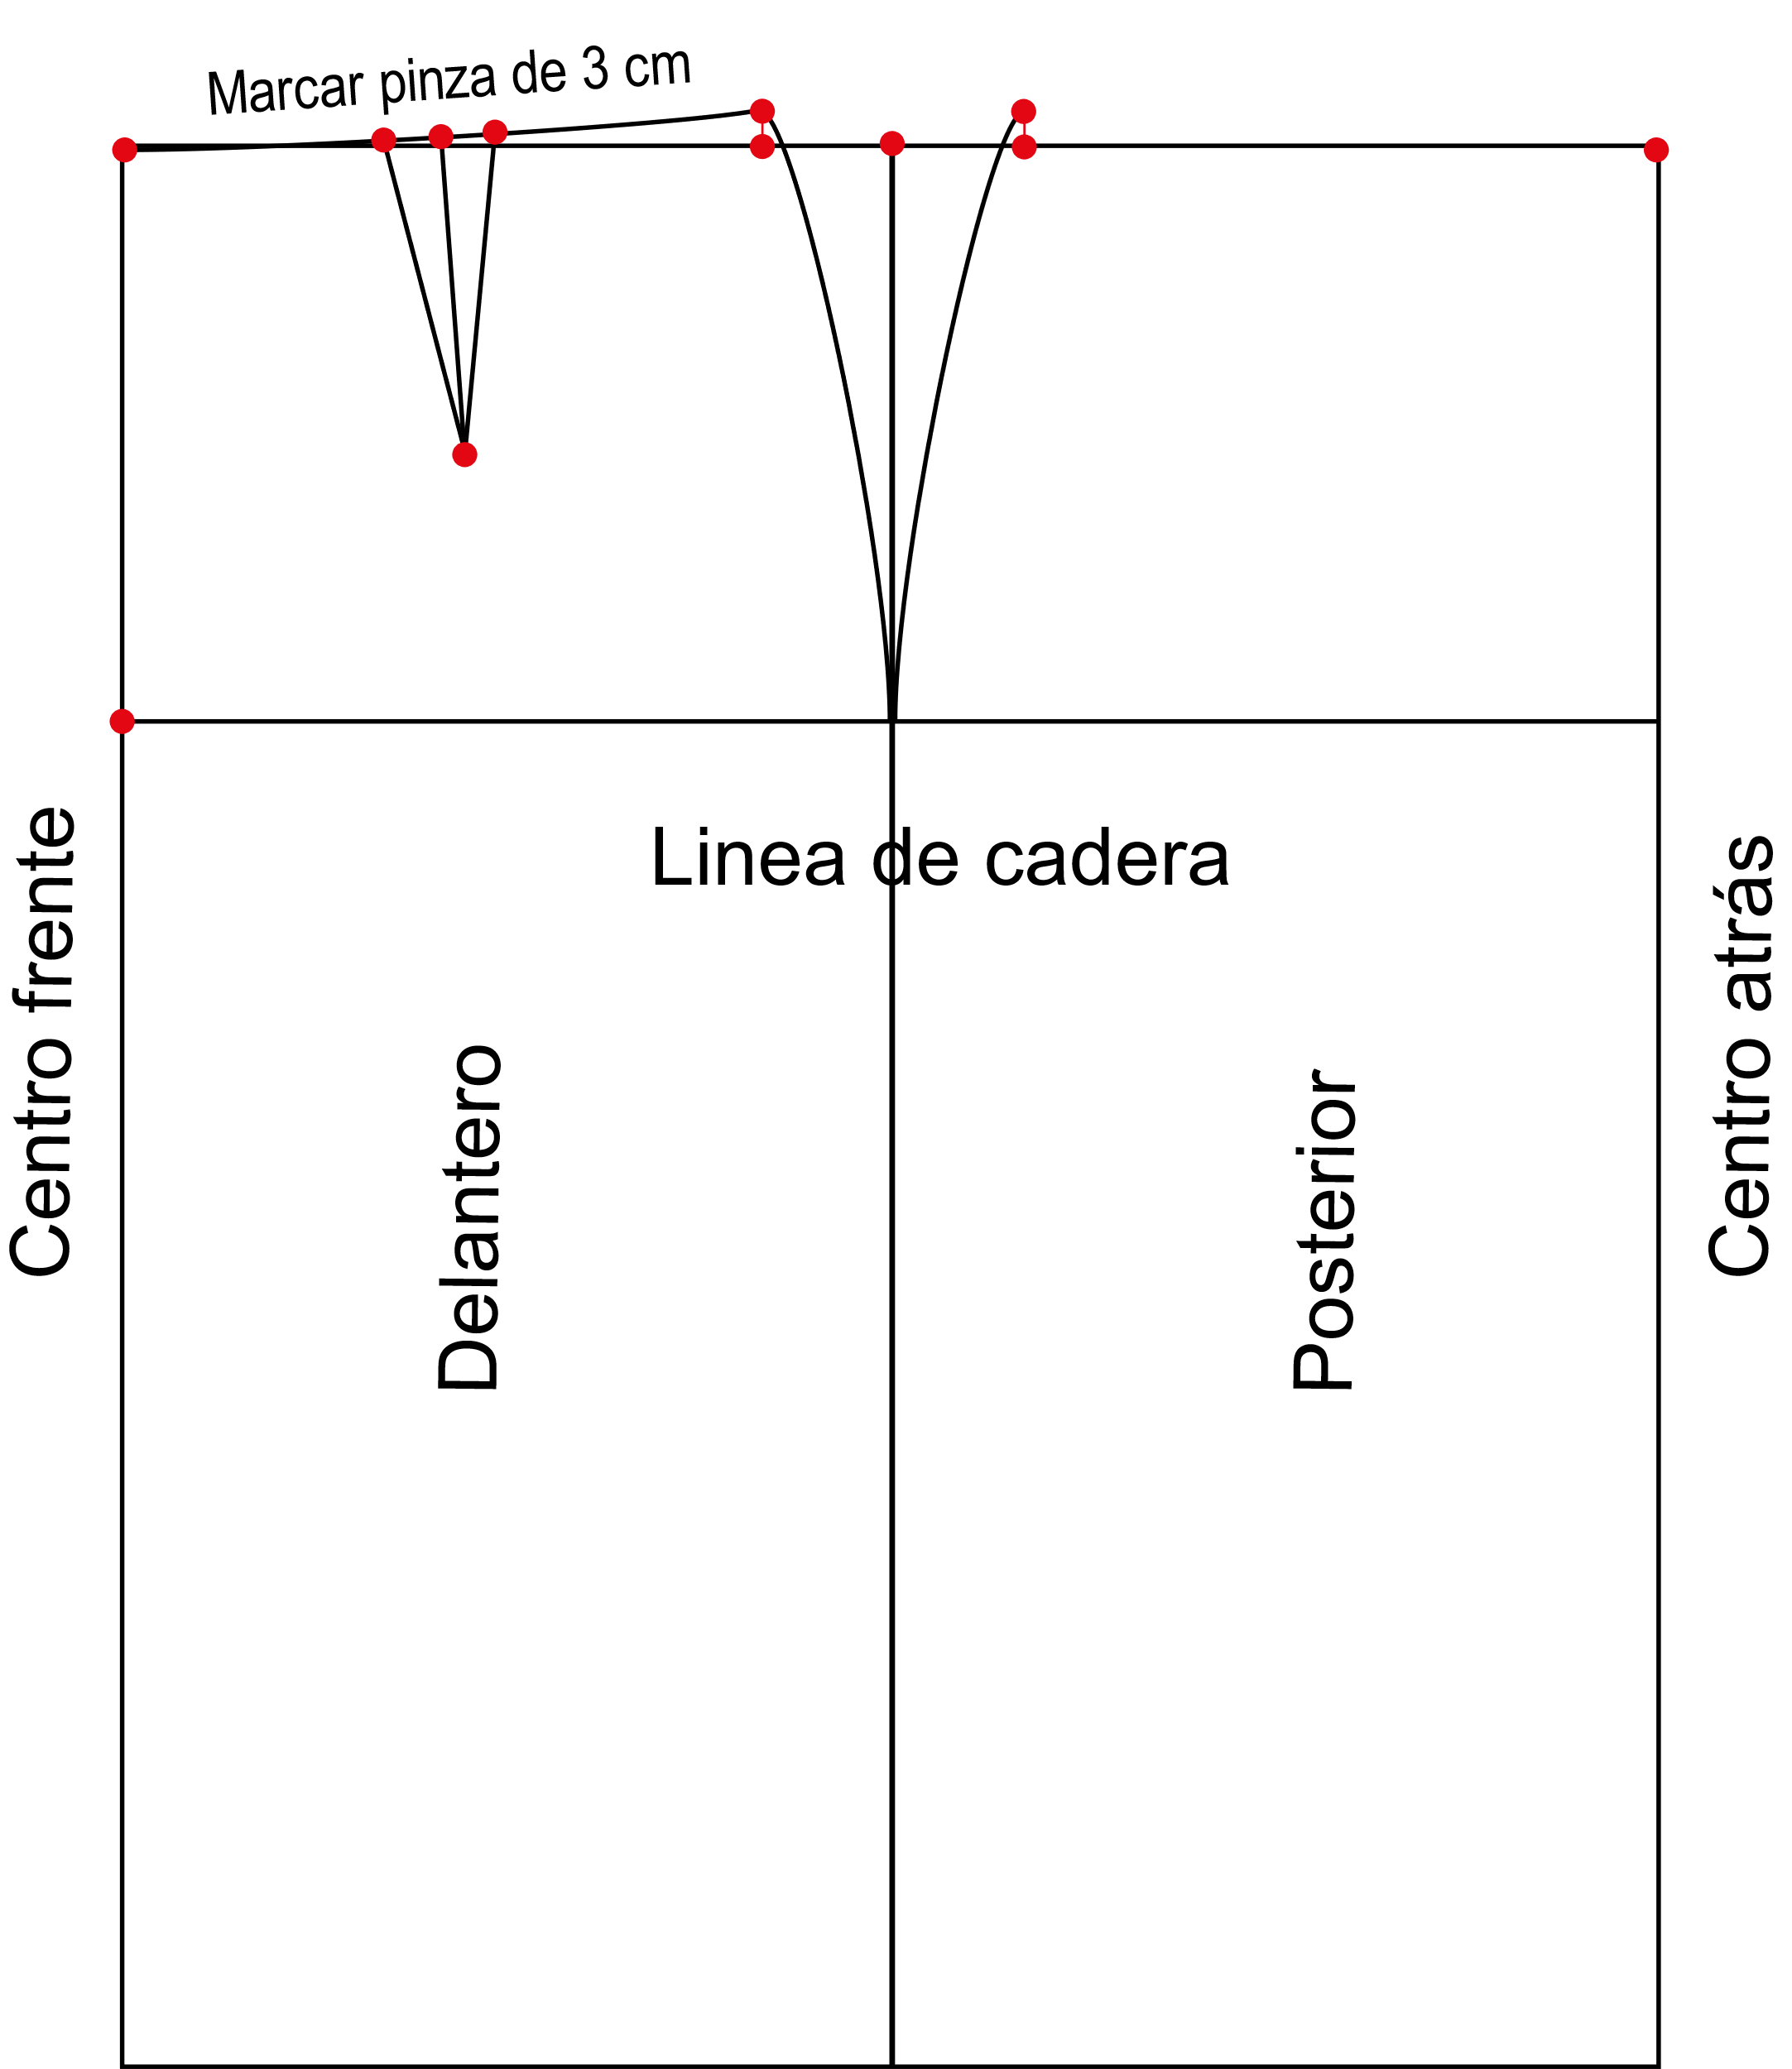 Marcar pinza de 3 cm
Linea de cadera
Centro frente
Delantero
Posterior
Centro atrás